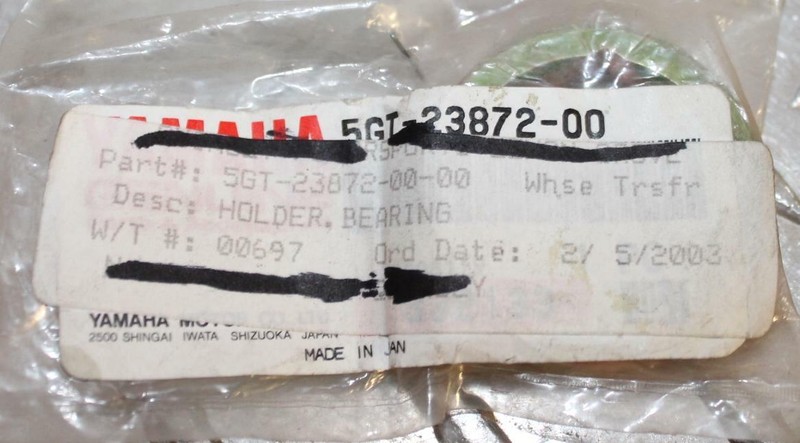 YAMAHA 5GT-23872-00
Part#: 5GT-23872-00-00 Whse Trsfr
Desc: HOLDER, BEARING
W/T #: 00697 Ord Date: 2/ 5/2003
YAMAHA
2500 SHINGAI IWATA SHIZUOKA JAPAN
MADE IN JAN